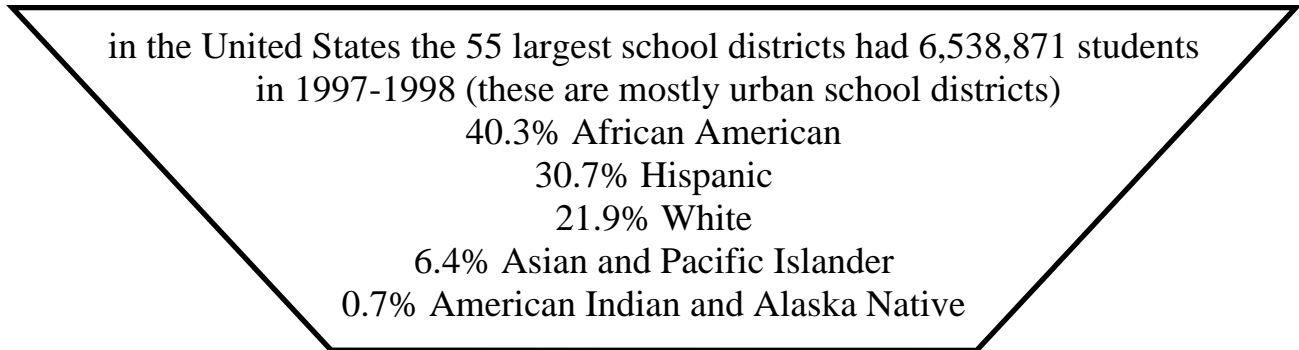 in the United States the 55 largest school districts had 6,538,871 students
in 1997-1998 (these are mostly urban school districts)
40.3% African American
30.7% Hispanic
21.9% White
6.4% Asian and Pacific Islander
0.7% American Indian and Alaska Native